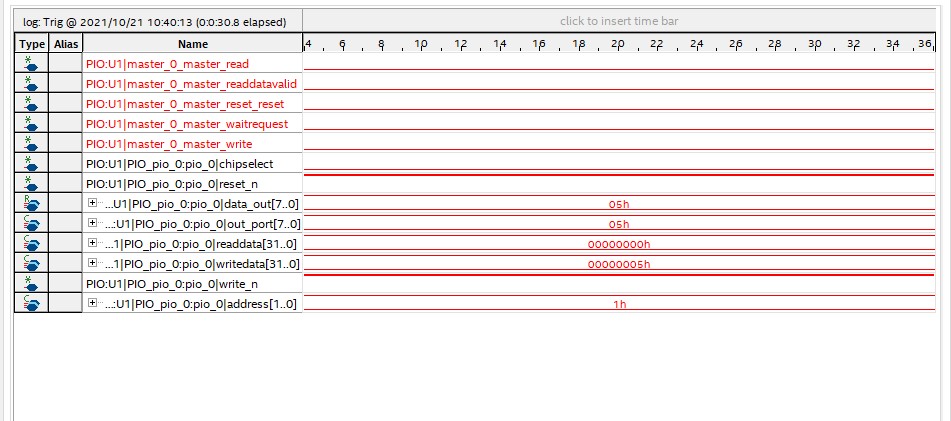 log: Trig @ 2021/10/21 10:40:13 (0:0:30.8 elapsed) click to insert time bar
Type Alias Name 4 6 8 10 12 14 16 18 20 22 24 26 28 30 32 34 36
PIO:U1|master_0_master_read
PIO:U1|master_0_master_readdatavalid
PIO:U1|master_0_master_reset_reset
PIO:U1|master_0_master_waitrequest
PIO:U1|master_0_master_write
PIO:U1|PIO_pio_0:pio_0|chipselect
PIO:U1|PIO_pio_0:pio_0|reset_n
...U1|PIO_pio_0:pio_0|data_out[7..0] 05h
...:U1|PIO_pio_0:pio_0|out_port[7..0] 05h
...1|PIO_pio_0:pio_0|readdata[31..0] 00000000h
...1|PIO_pio_0:pio_0|writedata[31..0] 00000005h
PIO:U1|PIO_pio_0:pio_0|write_n
...:U1|PIO_pio_0:pio_0|address[1..0] 1h